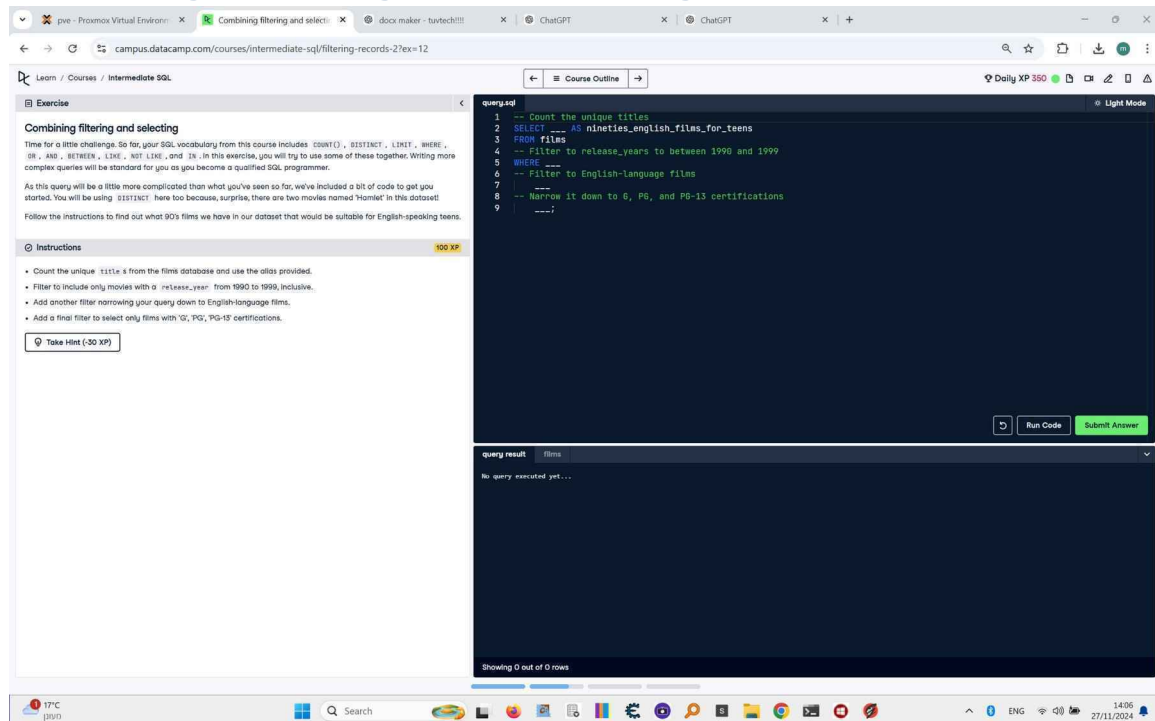 pve - Proxmox Virtual Environ
Combining filtering and selecti
docx maker - tuvtech!!!!
ChatGPT
ChatGPT
campus.datacamp.com/courses/intermediate-sql/filtering-records-2?ex=12
Learn / Courses / Intermediate SQL
Course Outline
Daily XP 350
Exercise
Combining filtering and selecting
Time for a little challenge. So far, your SQL vocabulary from this course includes COUNT(), DISTINCT, LIMIT, WHERE,
OR, AND, BETWEEN, LIKE, NOT LIKE, and IN. In this exercise, you will try to use some of these together. Writing more
complex queries will be standard for you as you become a qualified SQL programmer.
As this query will be a little more complicated than what you've seen so far, we've included a bit of code to get you
started. You will be using DISTINCT here too because, surprise, there are two movies named 'Hamlet' in this dataset!
Follow the instructions to find out what 90's films we have in our dataset that would be suitable for English-speaking teens.
Instructions
100 XP
• Count the unique title s from the films database and use the alias provided.
• Filter to include only movies with a release_year from 1990 to 1999, inclusive.
• Add another filter narrowing your query down to English-language films.
• Add a final filter to select only films with 'G', 'PG', 'PG-13' certifications.
Take Hint (-30 XP)
query.sql
Light Mode
1 -- Count the unique titles
2 SELECT ___ AS nineties_english_films_for_teens
3 FROM films
4 -- Filter to release_years to between 1990 and 1999
5 WHERE ___
6 -- Filter to English-language films
7 ___
8 -- Narrow it down to G, PG, and PG-13 certifications
9 ___;
Run Code
Submit Answer
query result
films
No query executed yet...
Showing 0 out of 0 rows
1
17°C
Search
ENG
14:06
27/11/2024